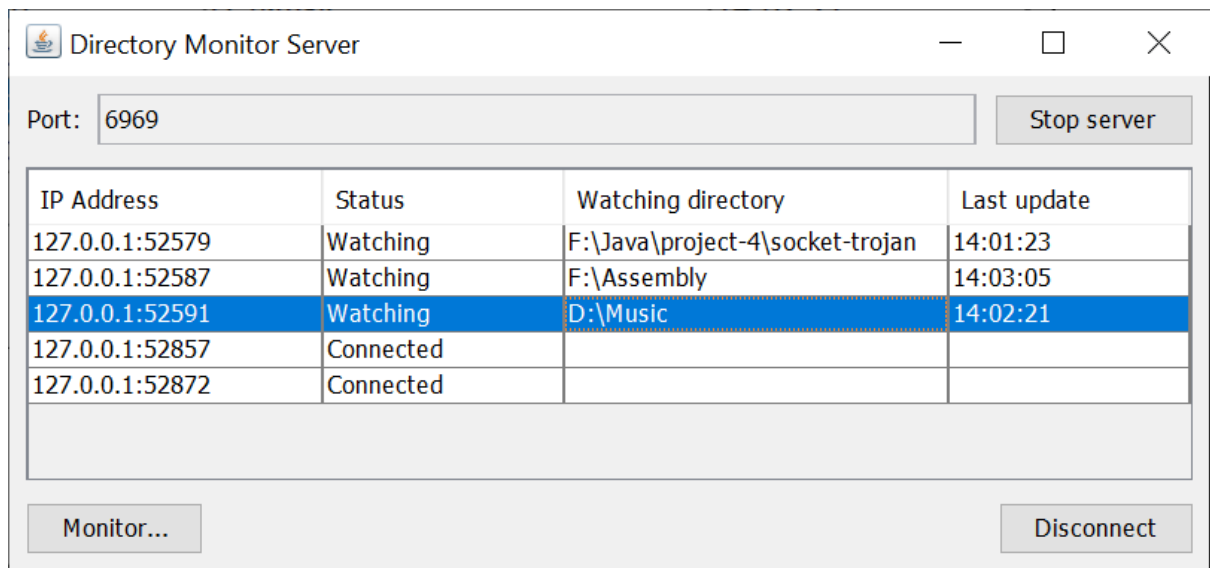 Directory Monitor Server
Port: 6969 Stop server
IP Address Status Watching directory Last update
127.0.0.1:52579 Watching F:\Java\project-4\socket-trojan 14:01:23
127.0.0.1:52587 Watching F:\Assembly 14:03:05
127.0.0.1:52591 Watching D:\Music 14:02:21
127.0.0.1:52857 Connected
127.0.0.1:52872 Connected
Monitor... Disconnect